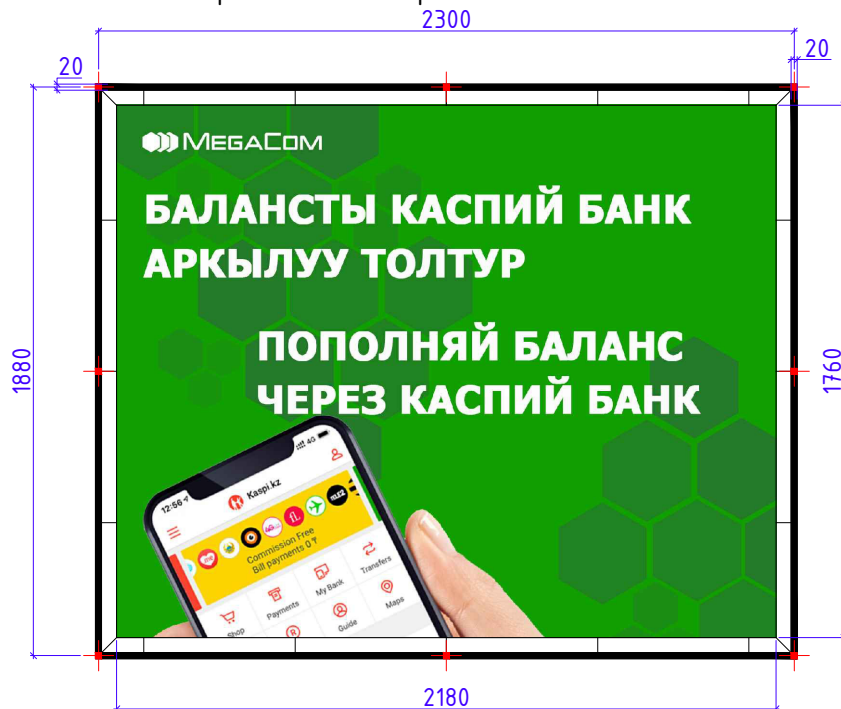 2300
20
20
MEGACOM
БАЛАНСТЫ КАСПИЙ БАНК
АРКЫЛУУ ТОЛТУР
ПОПОЛНЯЙ БАЛАНС
ЧЕРЕЗ КАСПИЙ БАНК
1880
1760
12:56
4G
Kaspi.kz
Commission Free
Bill payments 0 ₸
Shop
Payments
My Bank
Transfers
Guide
Maps
2180